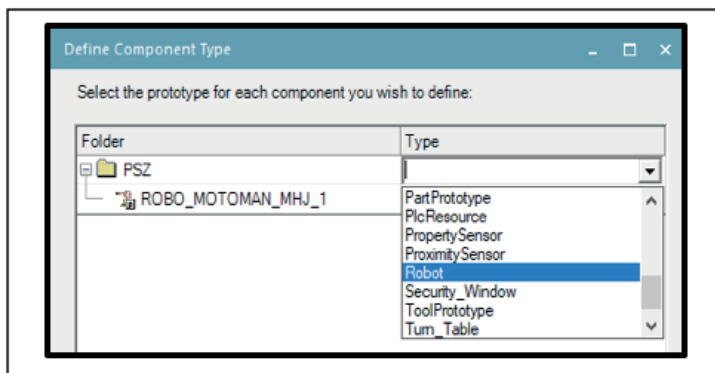 Define Component Type
Select the prototype for each component you wish to define:
Folder Type
PSZ
ROBO_MOTOMAN_MHJ_1
PartPrototype
PlcResource
PropertySensor
ProximitySensor
Robot
Security_Window
ToolPrototype
Turn_Table